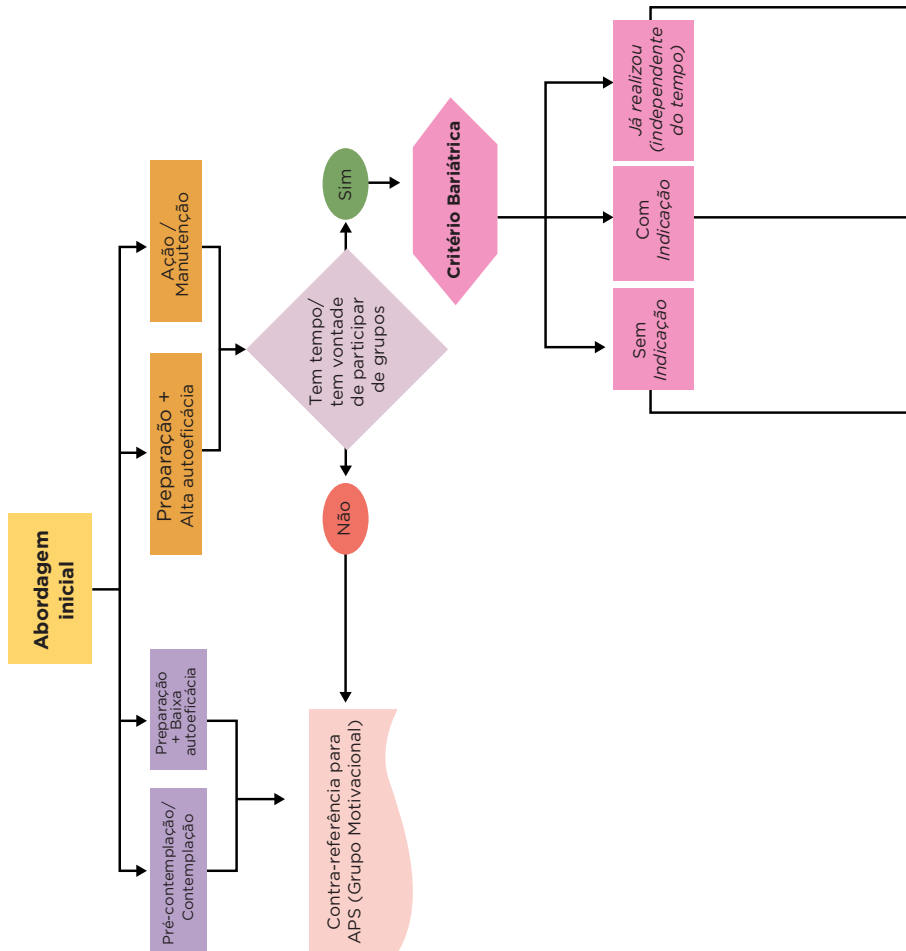 Abordagem
inicial
Pré-contemplação/
Contemplação
Preparação
+ Baixa
autoeficácia
Preparação +
Alta autoeficácia
Ação /
Manutenção
Contra-referência para
APS (Grupo Motivacional)
Não
Tem tempo/
tem vontade
de participar
de grupos
Sim
Critério Bariátrica
Sem
Indicação
Com
Indicação
Já realizou
(independente
do tempo)